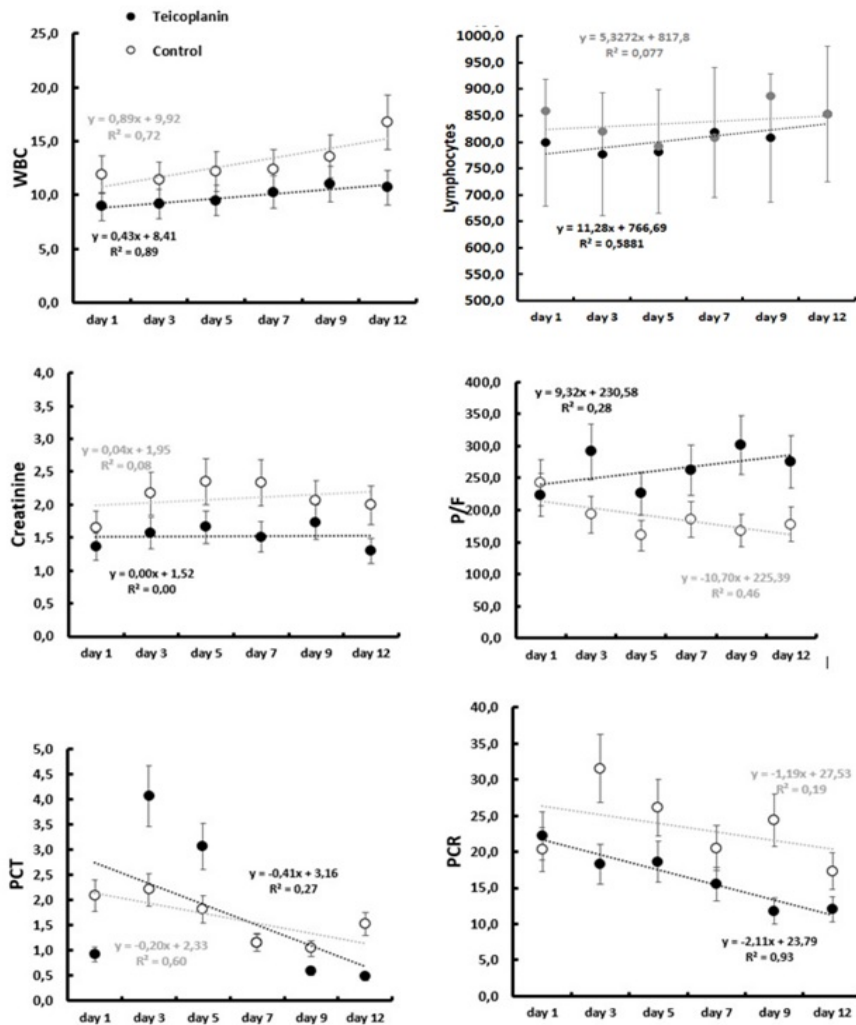 Teicoplanin
Control
WBC
25,0
20,0
15,0
10,0
5,0
0,0
y = 0,89x + 9,92
R² = 0,72
y = 0,43x + 8,41
R² = 0,89
day 1 day 3 day 5 day 7 day 9 day 12
Lymphocytes
1000,0
950,0
900,0
850,0
800,0
750,0
700,0
650,0
600,0
550,0
500,0
y = 5,3272x + 817,8
R² = 0,077
y = 11,28x + 766,69
R² = 0,5881
day 1 day 3 day 5 day 7 day 9 day 12
Creatinine
4,0
3,5
3,0
2,5
2,0
1,5
1,0
0,5
0,0
y = 0,04x + 1,95
R² = 0,08
y = 0,00x + 1,52
R² = 0,00
day 1 day 3 day 5 day 7 day 9 day 12
P/F
400,0
350,0
300,0
250,0
200,0
150,0
100,0
50,0
0,0
y = 9,32x + 230,58
R² = 0,28
y = -10,70x + 225,39
R² = 0,46
day 1 day 3 day 5 day 7 day 9 day 12
PCT
5,0
4,5
4,0
3,5
3,0
2,5
2,0
1,5
1,0
0,5
0,0
y = -0,41x + 3,16
R² = 0,27
y = -0,20x + 2,33
R² = 0,60
day 1 day 3 day 5 day 7 day 9 day 12
PCR
40,0
35,0
30,0
25,0
20,0
15,0
10,0
5,0
0,0
y = -1,19x + 27,53
R² = 0,19
y = -2,11x + 23,79
R² = 0,93
day 1 day 3 day 5 day 7 day 9 day 12